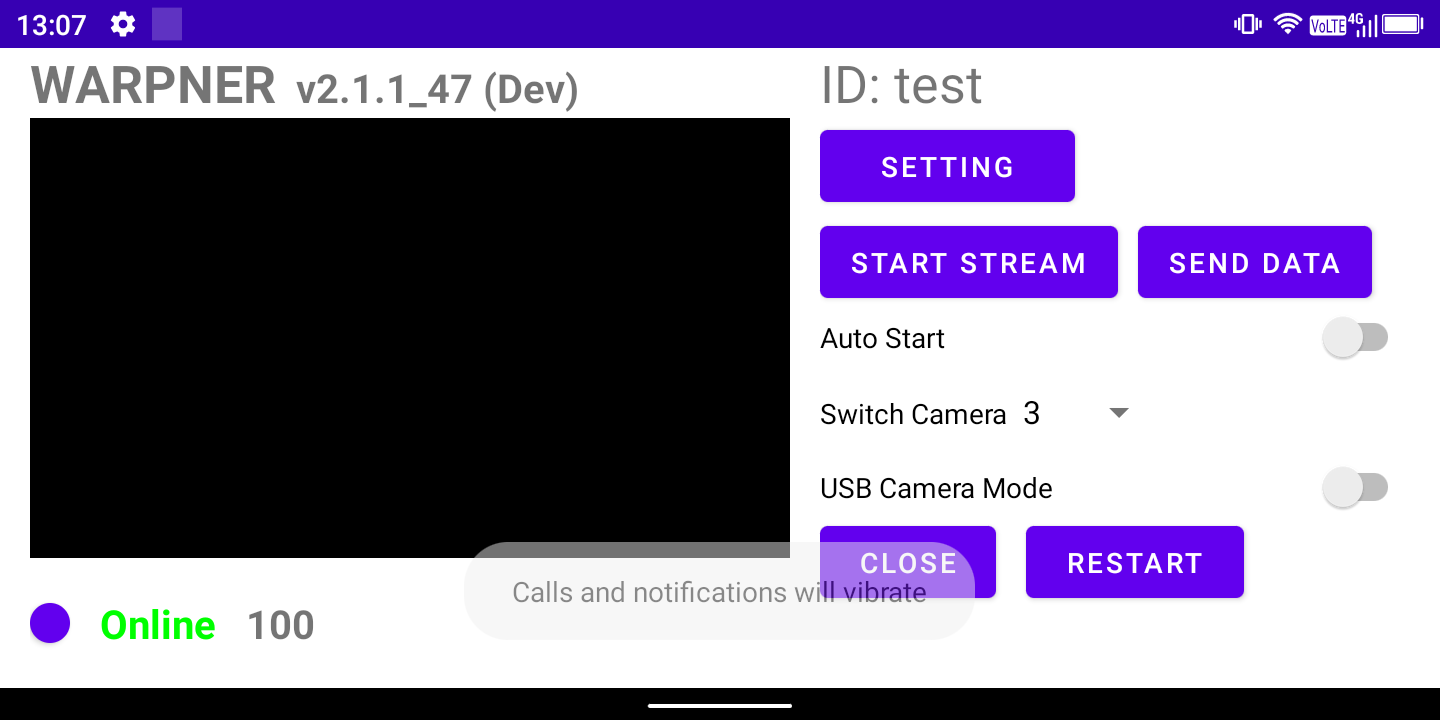 13:07 VoLTE 4G
WARPNER v2.1.1_47 (Dev)
ID: test
SETTING
START STREAM SEND DATA
Auto Start
Switch Camera 3
USB Camera Mode
CLOSE RESTART
Calls and notifications will vibrate
Online 100